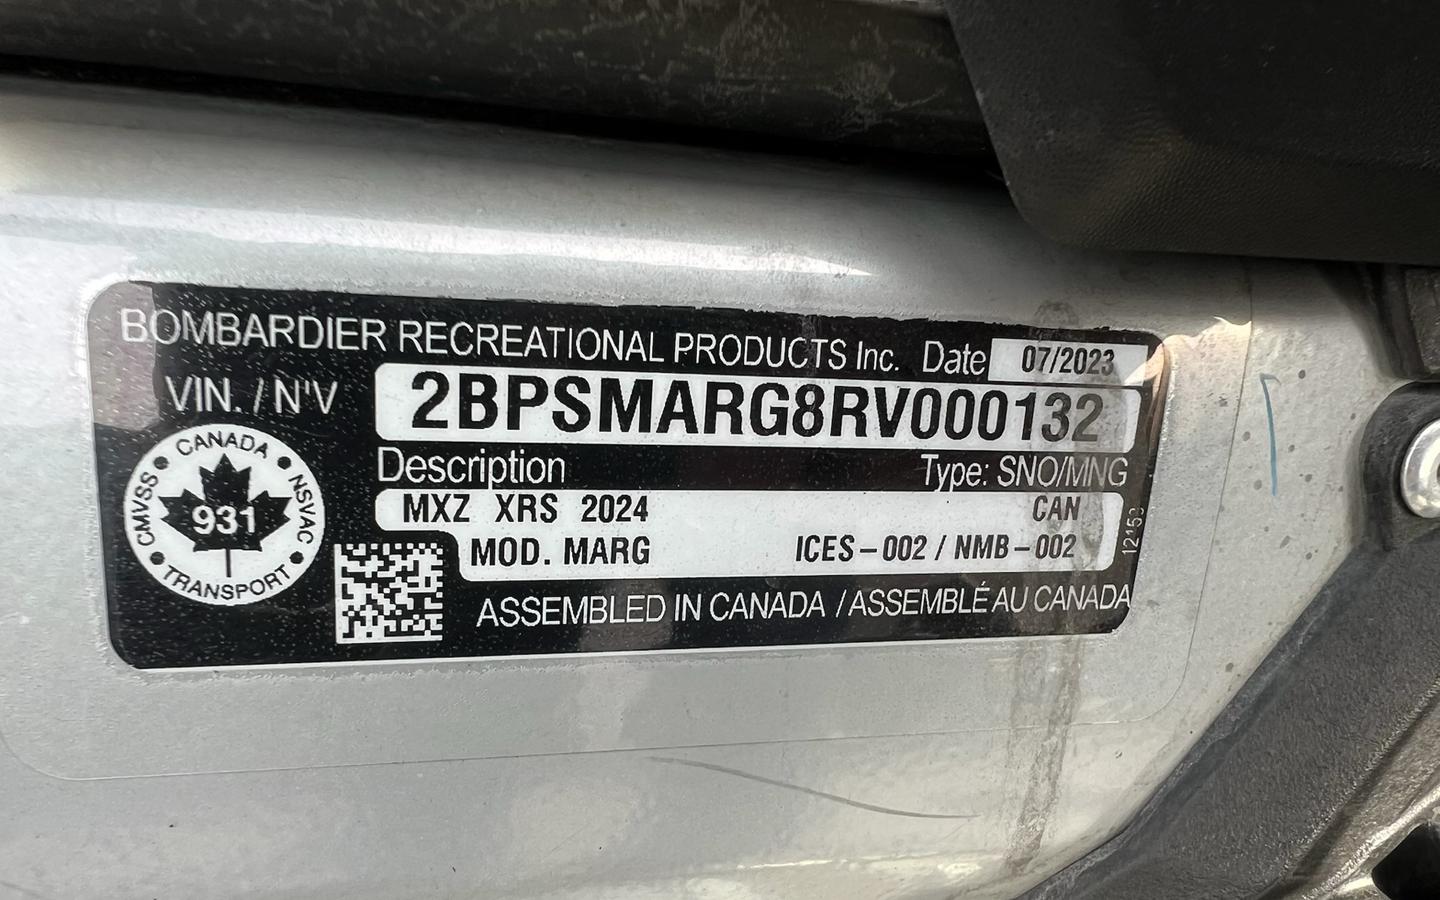 BOMBARDIER RECREATIONAL PRODUCTS Inc. Date 07/2023
VIN. / N'V 2BPSMARG8RV000132
Description Type: SNO/MNG
MXZ XRS 2024 CAN
MOD. MARG ICES-002 / NMB-002
12153
ASSEMBLED IN CANADA / ASSEMBLÉ AU CANADA
CANADA
CMVSS NSVAC
931
TRANSPORT